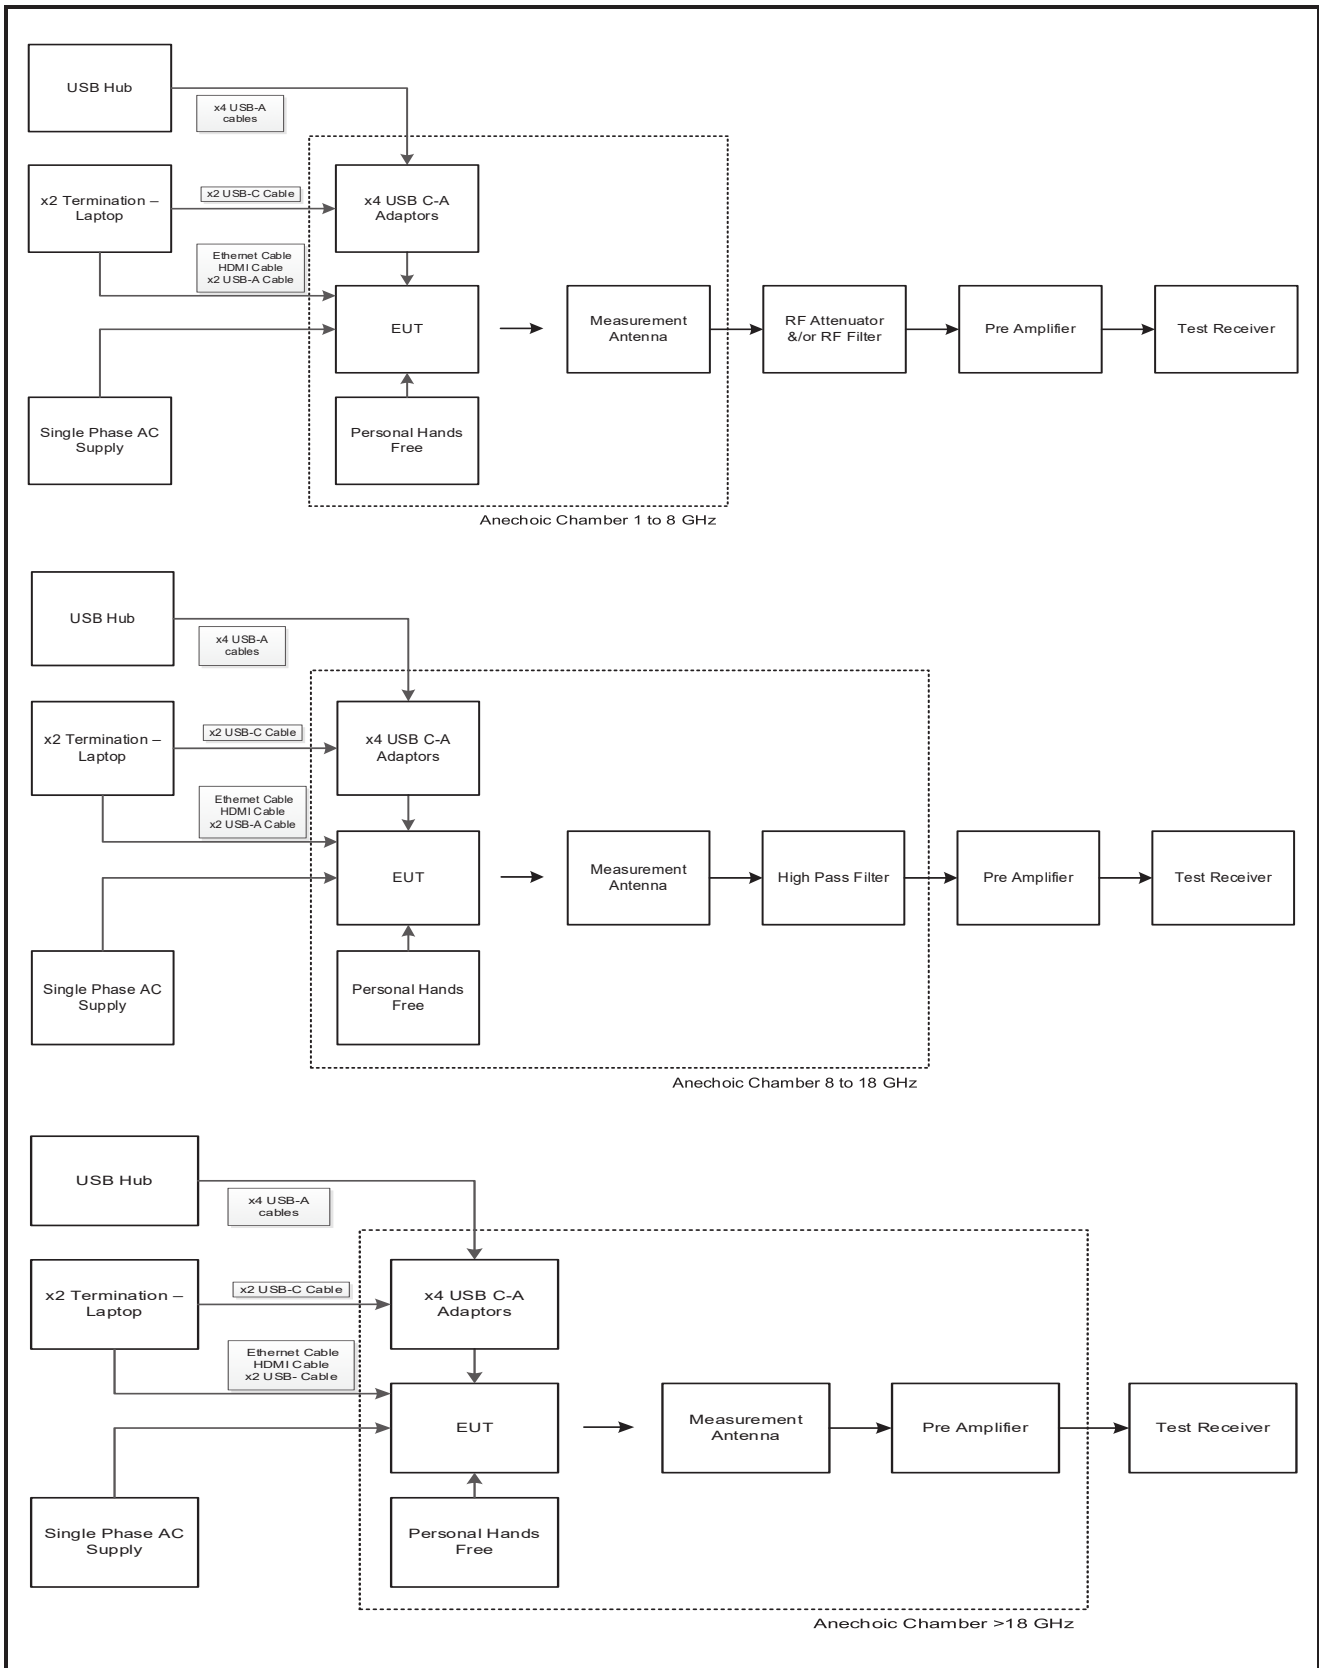 USB Hub
x4 USB-A
cables
x2 Termination –
Laptop
x2 USB-C Cable
x4 USB C-A
Adaptors
Ethernet Cable
HDMI Cable
x2 USB-A Cable
EUT
Measurement
Antenna
RF Attenuator
&/or RF Filter
Pre Amplifier
Test Receiver
Single Phase AC
Supply
Personal Hands
Free
Anechoic Chamber 1 to 8 GHz
USB Hub
x4 USB-A
cables
x2 Termination –
Laptop
x2 USB-C Cable
x4 USB C-A
Adaptors
Ethernet Cable
HDMI Cable
x2 USB-A Cable
EUT
Measurement
Antenna
High Pass Filter
Pre Amplifier
Test Receiver
Single Phase AC
Supply
Personal Hands
Free
Anechoic Chamber 8 to 18 GHz
USB Hub
x4 USB-A
cables
x2 Termination –
Laptop
x2 USB-C Cable
x4 USB C-A
Adaptors
Ethernet Cable
HDMI Cable
x2 USB- Cable
EUT
Measurement
Antenna
Pre Amplifier
Test Receiver
Single Phase AC
Supply
Personal Hands
Free
Anechoic Chamber >18 GHz